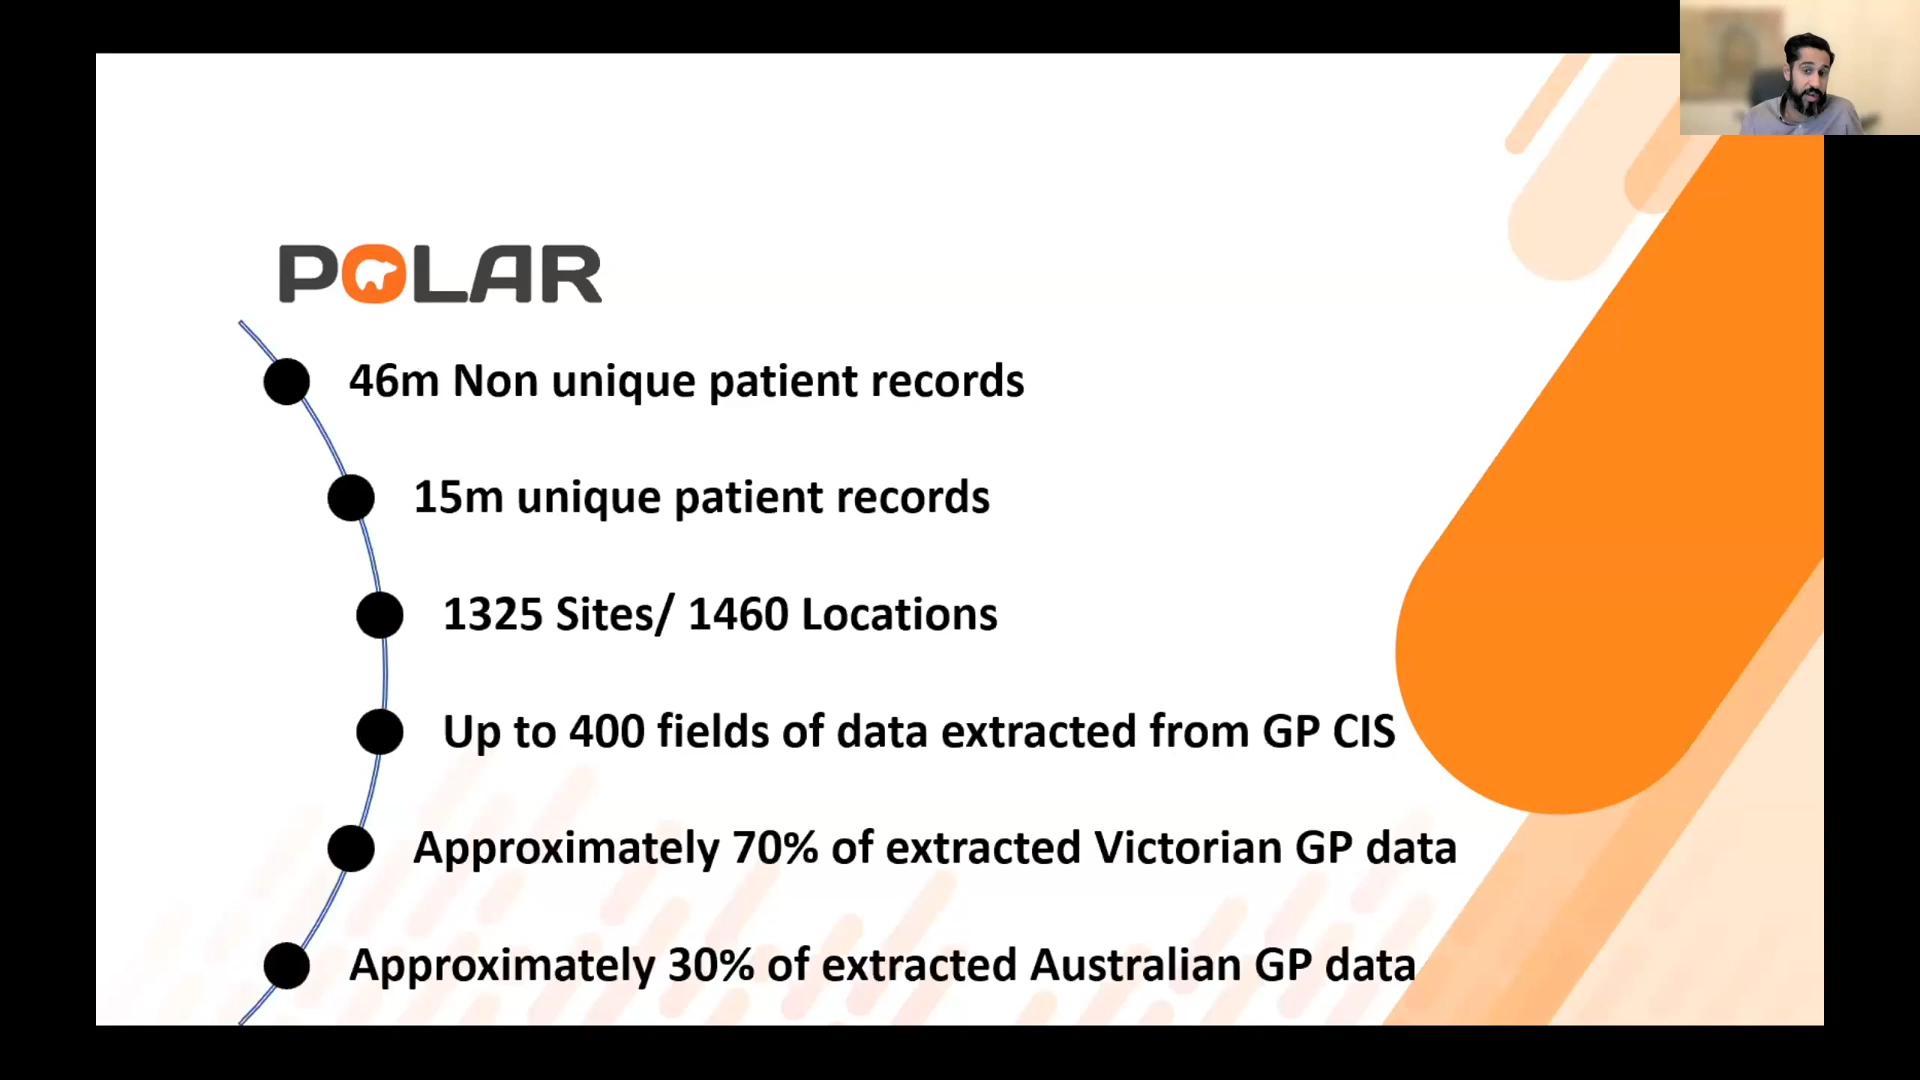 POLAR
46m Non unique patient records
15m unique patient records
1325 Sites/ 1460 Locations
Up to 400 fields of data extracted from GP CIS
Approximately 70% of extracted Victorian GP data
Approximately 30% of extracted Australian GP data